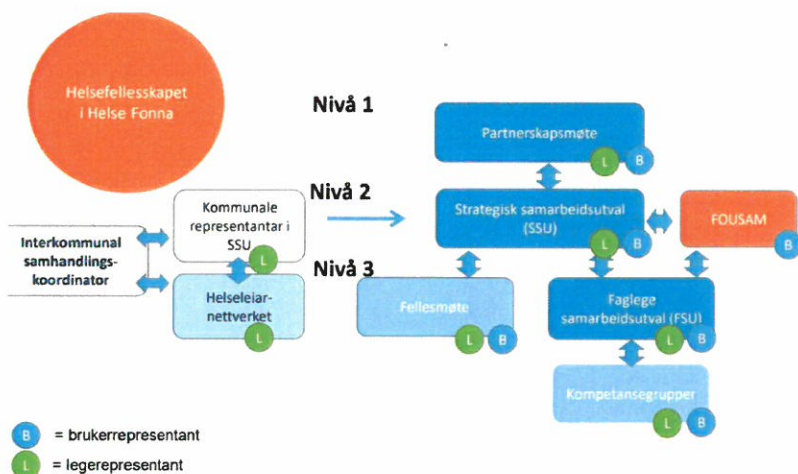 Helsefellesskapet
i Helse Fonna
Nivå 1
Partnerskapsmøte
L B
Nivå 2
Kommunale
representantar i
SSU
L
Strategisk samarbeidsutval
(SSU)
L B
FOUSAM
B
Interkommunal
samhandlings-
koordinator
Nivå 3
Helseleiar-
nettverket
L
Fellesmøte
L B
Faglege
samarbeidsutval (FSU)
L B
Kompetansegrupper
L B
B = brukerrepresentant
L = legerepresentant